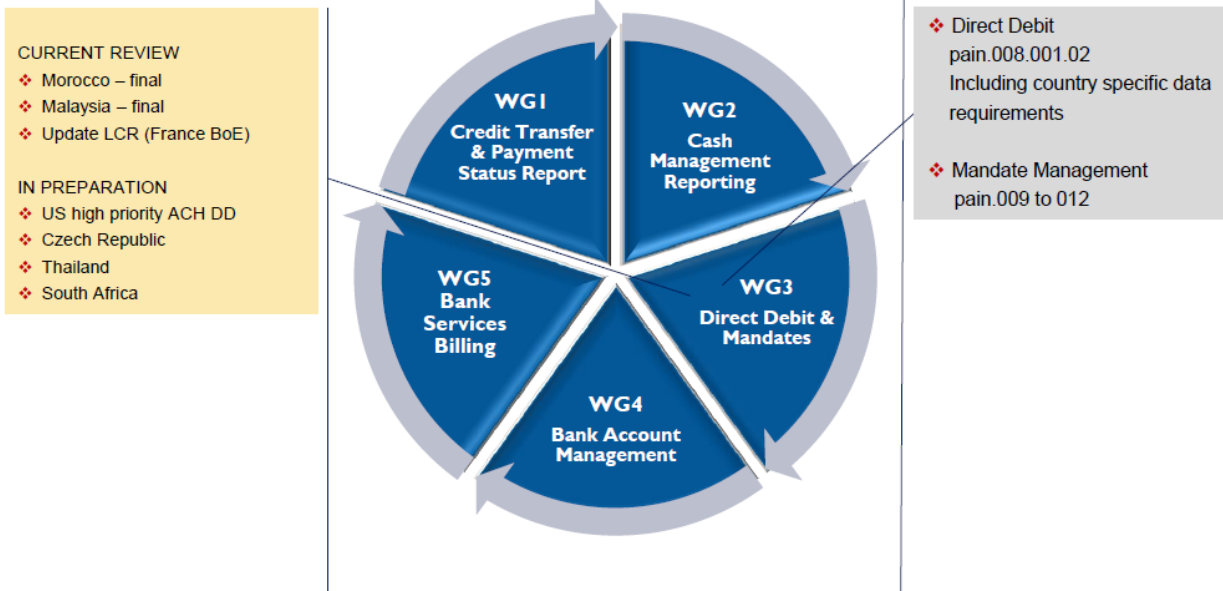 CURRENT REVIEW
❖ Morocco – final
❖ Malaysia – final
❖ Update LCR (France BoE)
IN PREPARATION
❖ US high priority ACH DD
❖ Czech Republic
❖ Thailand
❖ South Africa
WG1
Credit Transfer
& Payment
Status Report
WG2
Cash
Management
Reporting
WG3
Direct Debit &
Mandates
WG4
Bank Account
Management
WG5
Bank
Services
Billing
❖ Direct Debit
pain.008.001.02
Including country specific data
requirements
❖ Mandate Management
pain.009 to 012